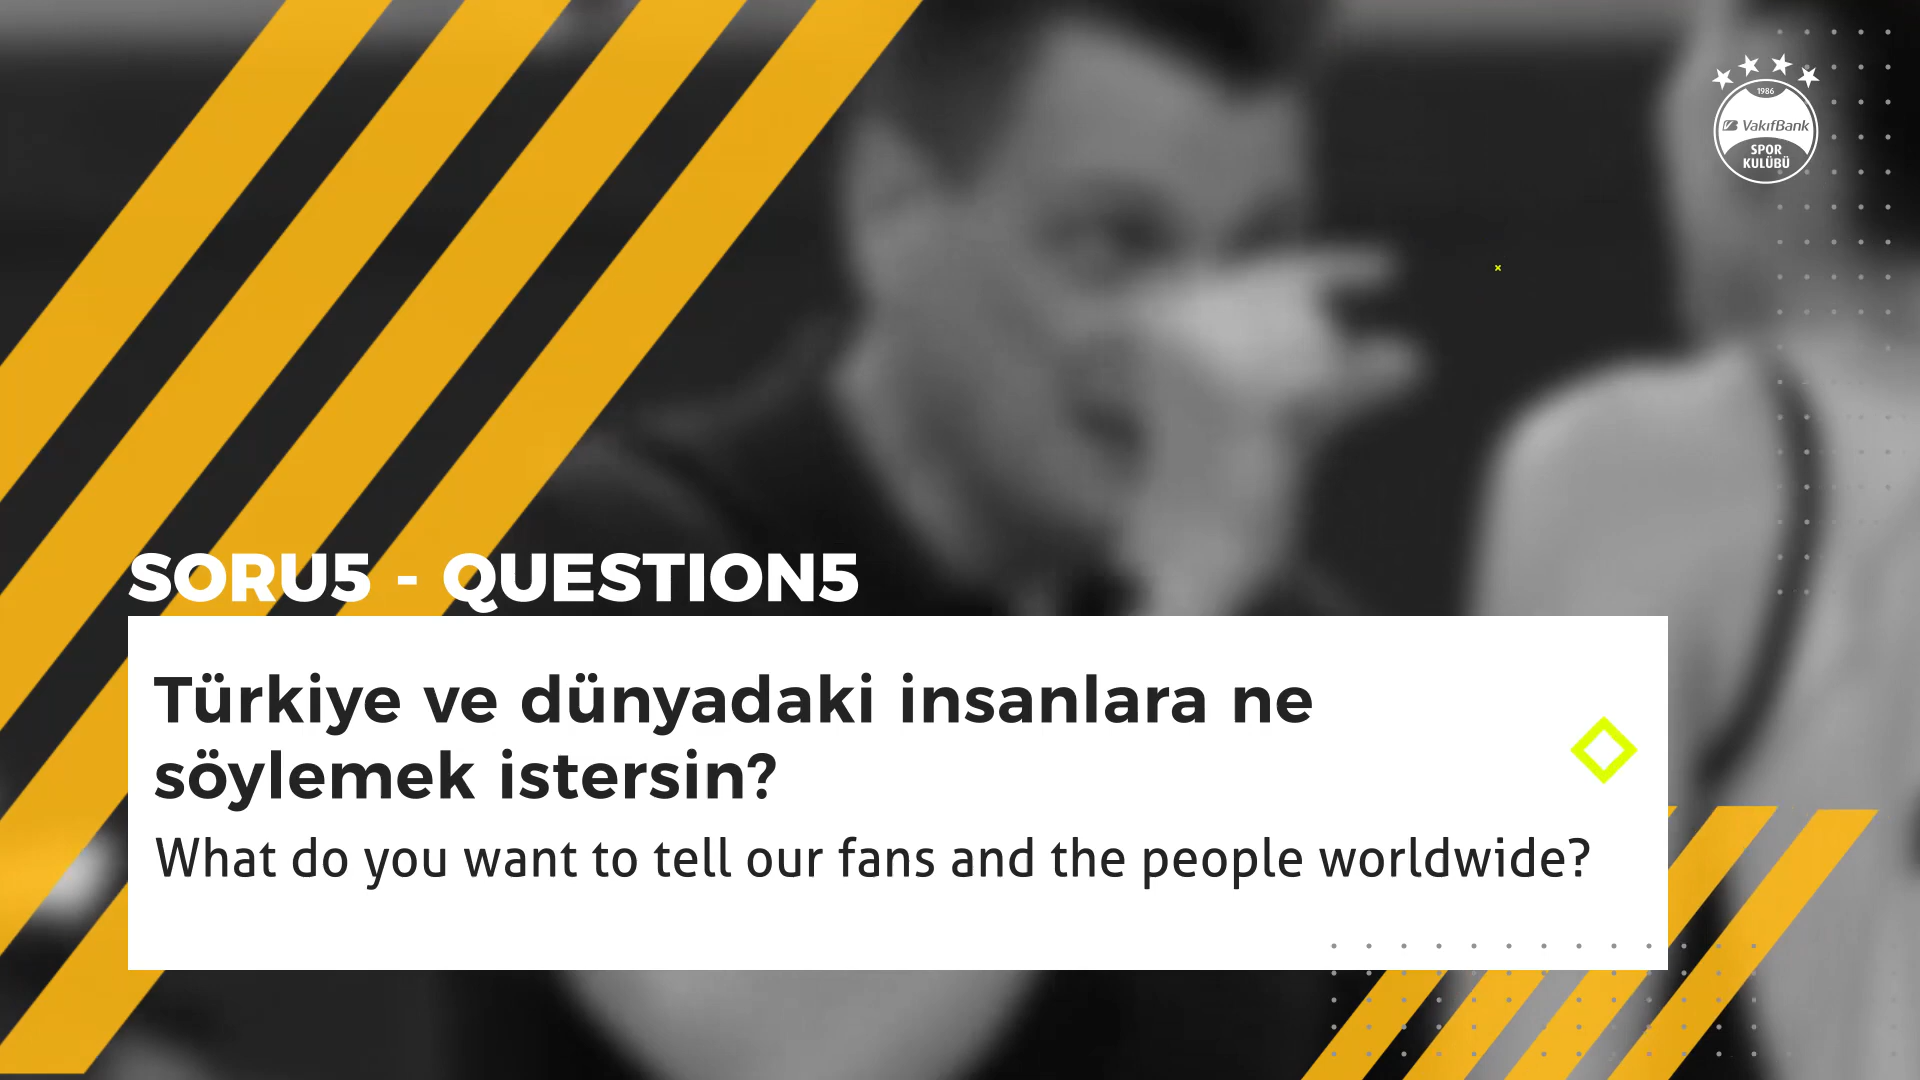 1986
VakıfBank
SPOR
KULÜBÜ
SORU5 - QUESTION5
Türkiye ve dünyadaki insanlara ne
söylemek istersin?
What do you want to tell our fans and the people worldwide?